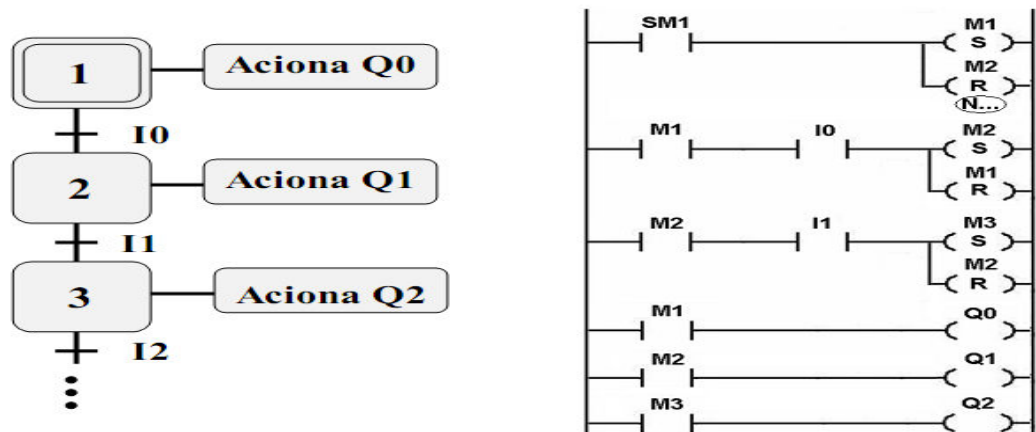 1
Aciona Q0
I0
2
Aciona Q1
I1
3
Aciona Q2
I2
SM1
M1
S
M2
R
N...
M1
I0
M2
S
M1
R
M2
I1
M3
S
M2
R
M1
Q0
M2
Q1
M3
Q2